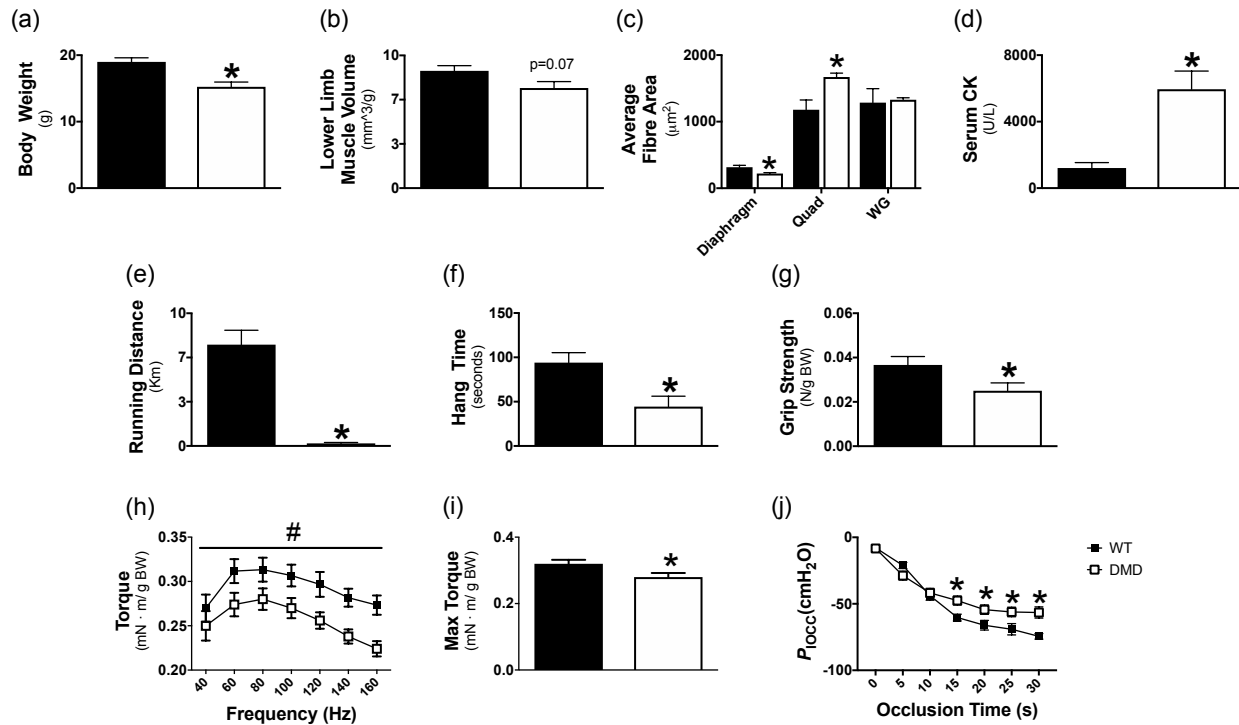 (a)
Body Weight
(g)
20
10
0
*
(b)
Lower Limb
Muscle Volume
(mm^3/g)
10
7
3
0
p=0.07
(c)
Average
Fibre Area
(μm²)
2000
1000
0
*
*
Diaphragm
Quad
WG
(d)
Serum CK
(U/L)
8000
4000
0
*
(e)
Running Distance
(Km)
10
7
3
0
*
(f)
Hang Time
(seconds)
150
100
50
0
*
(g)
Grip Strength
(N/g BW)
0.06
0.04
0.02
0.00
*
(h)
Torque
(mN · m/ g BW)
0.35
0.30
0.25
0.20
#
40
60
80
100
120
140
160
Frequency (Hz)
(i)
Max Torque
(mN · m/ g BW)
0.4
0.2
0.0
*
(j)
PIOCC(cmH2O)
0
-50
-100
* * * *
0
5
10
15
20
25
30
Occlusion Time (s)
WT
DMD